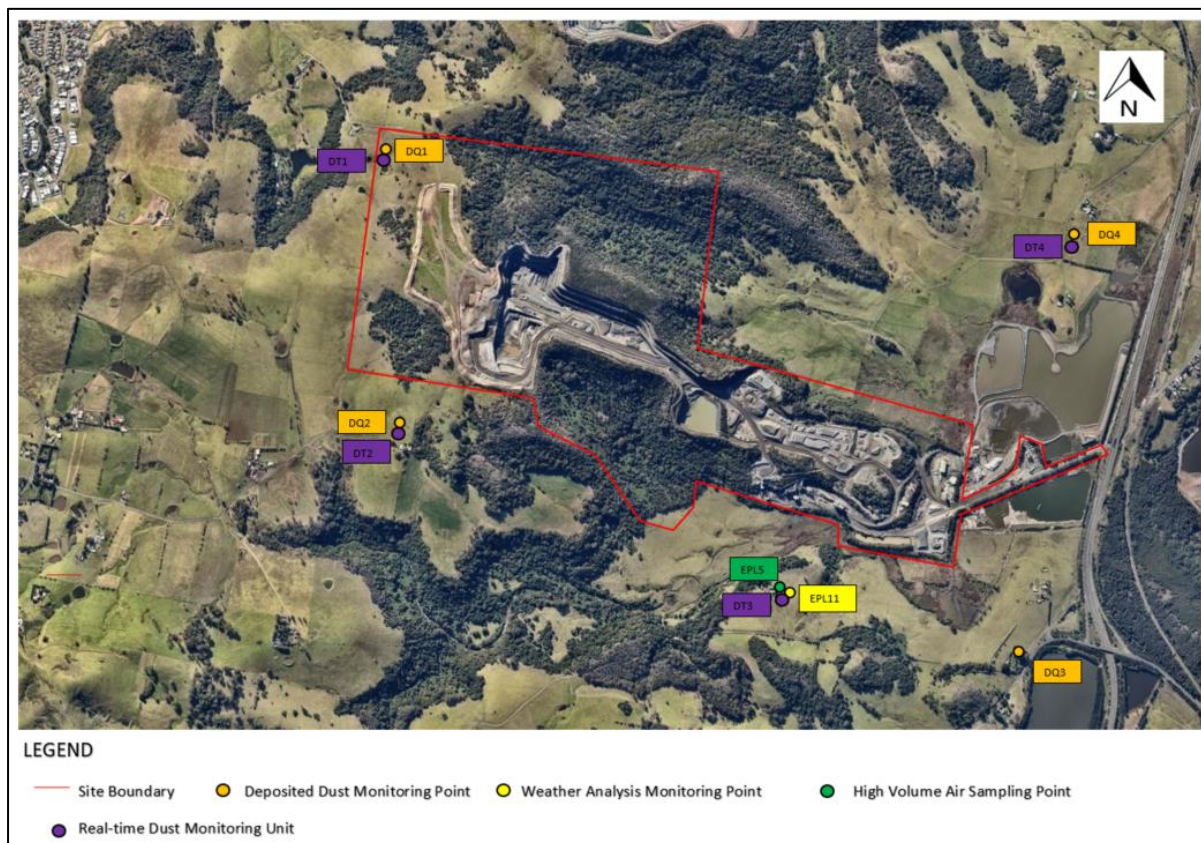 N
DT1
DQ1
DT4
DQ4
DQ2
DT2
EPL5
DT3
EPL11
DQ3
LEGEND
Site Boundary
Deposited Dust Monitoring Point
Weather Analysis Monitoring Point
High Volume Air Sampling Point
Real-time Dust Monitoring Unit